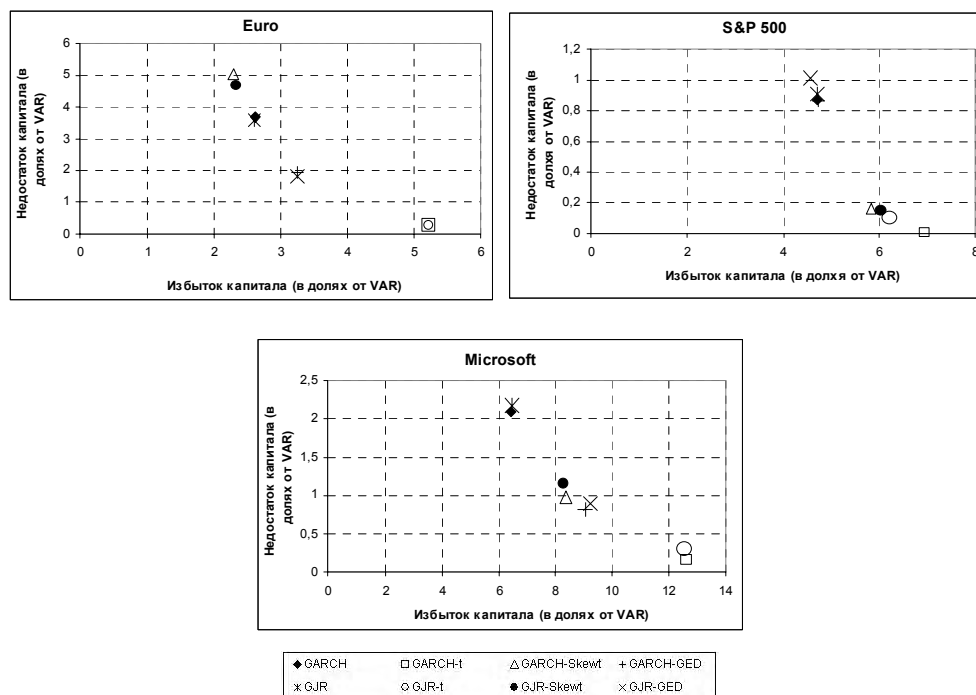 Euro
Недостаток капитала (в
долях от VAR)
6
5
4
3
2
1
0
0 1 2 3 4 5 6
Избыток капитала (в долях от VAR)
S&P 500
Недостаток капитала (в
долхя от VAR)
1,2
1
0,8
0,6
0,4
0,2
0
0 2 4 6 8
Избыток капитала (в долхя от VAR)
Microsoft
Недостаток капитала (в
долях от VAR)
2,5
2
1,5
1
0,5
0
0 2 4 6 8 10 12 14
Избыток капитала (в долях от VAR)
GARCH GARCH-t GARCH-Skewt GARCH-GED
GJR GJR-t GJR-Skewt GJR-GED